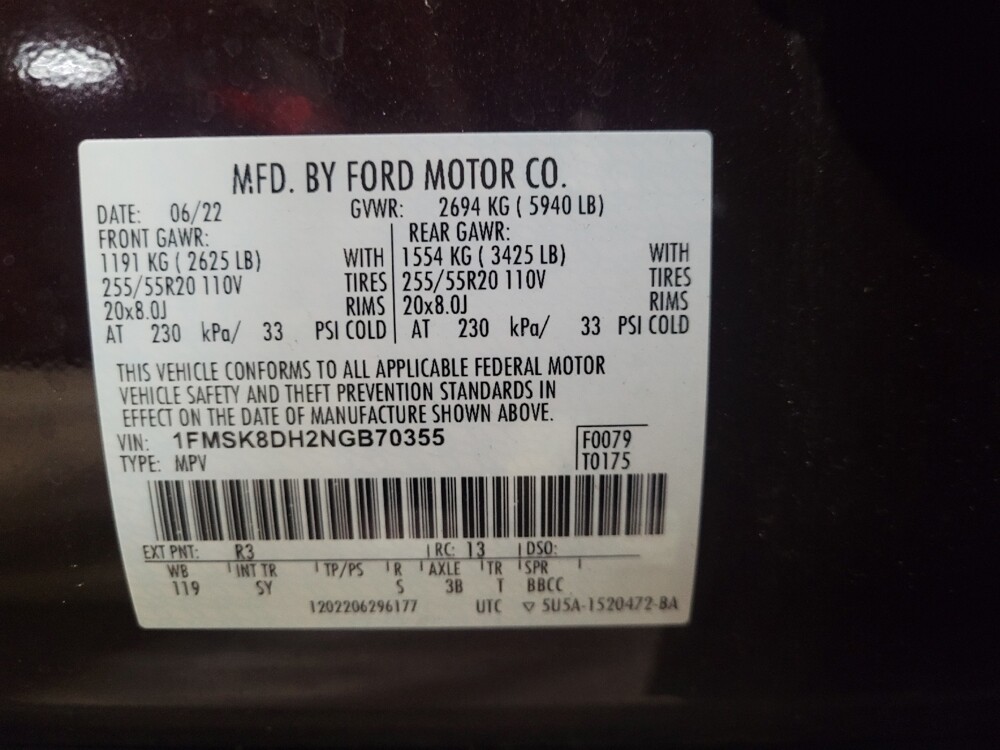 MFD. BY FORD MOTOR CO.
DATE: 06/22 GVWR: 2694 KG ( 5940 LB)
FRONT GAWR: REAR GAWR:
1191 KG ( 2625 LB) WITH 1554 KG ( 3425 LB) WITH
255/55R20 110V TIRES 255/55R20 110V TIRES
20x8.0J RIMS 20x8.0J RIMS
AT 230 kPa/ 33 PSI COLD AT 230 kPa/ 33 PSI COLD
THIS VEHICLE CONFORMS TO ALL APPLICABLE FEDERAL MOTOR
VEHICLE SAFETY AND THEFT PREVENTION STANDARDS IN
EFFECT ON THE DATE OF MANUFACTURE SHOWN ABOVE.
VIN: 1FMSK8DH2NGB70355 F0079
TYPE: MPV T0175
EXT PNT: R3 RC: 13 DSO:
WB INT TR TP/PS R AXLE TR SPR
119 SY S 3B T BBCC
1202206296177 UTC ▽ 5U5A-1520472-BA